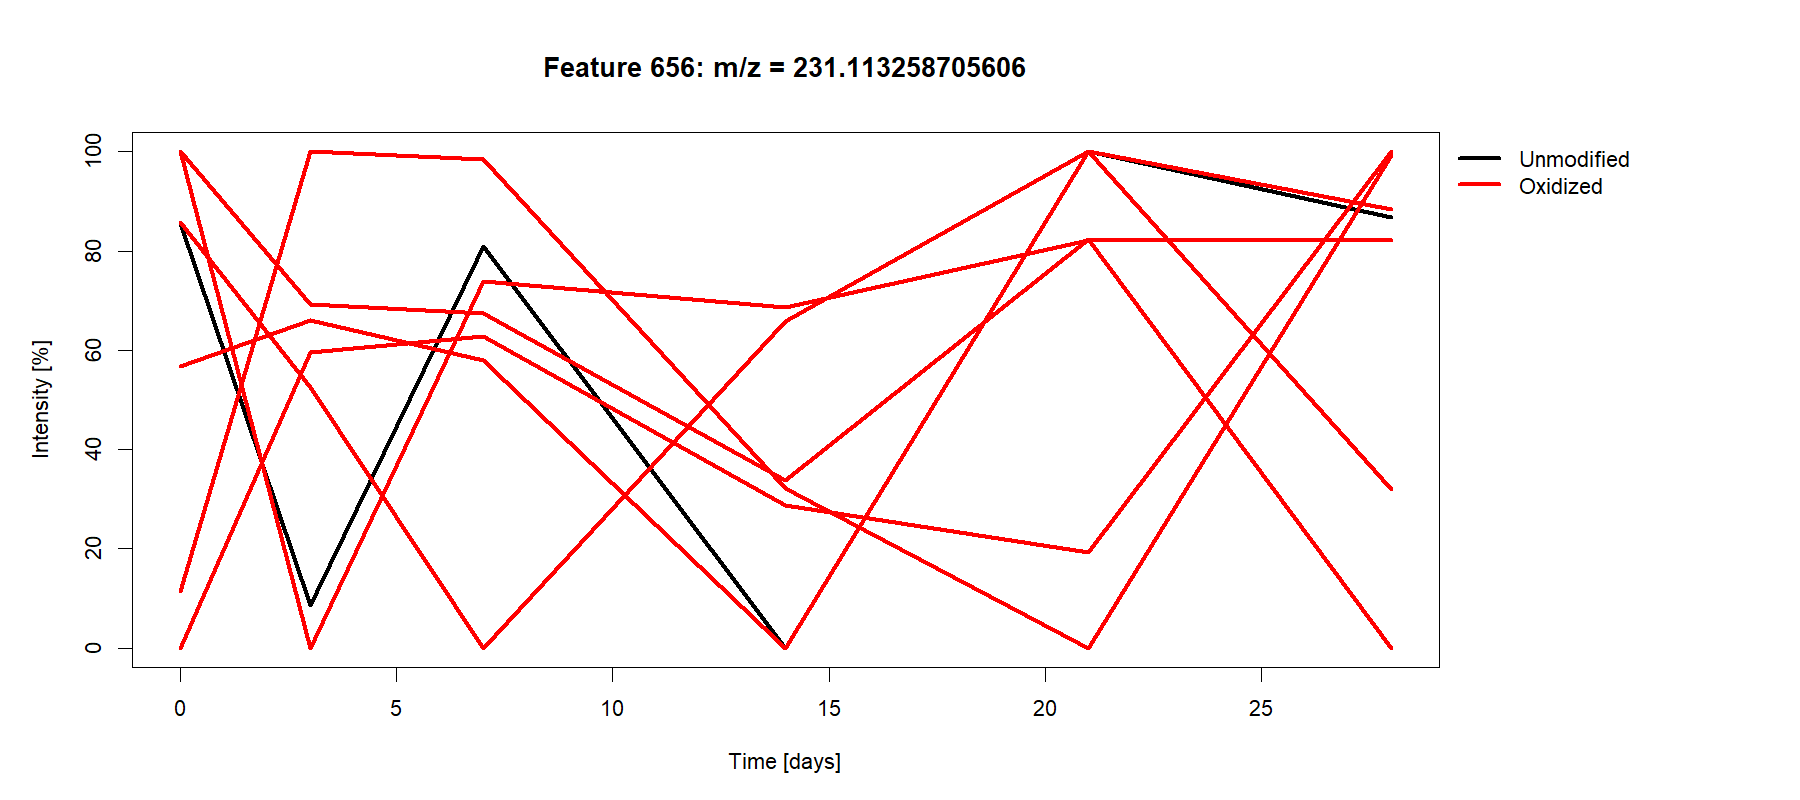 Feature 656: m/z = 231.113258705606
Unmodified
Oxidized
Intensity [%]
100
80
60
40
20
0
0 5 10 15 20 25
Time [days]